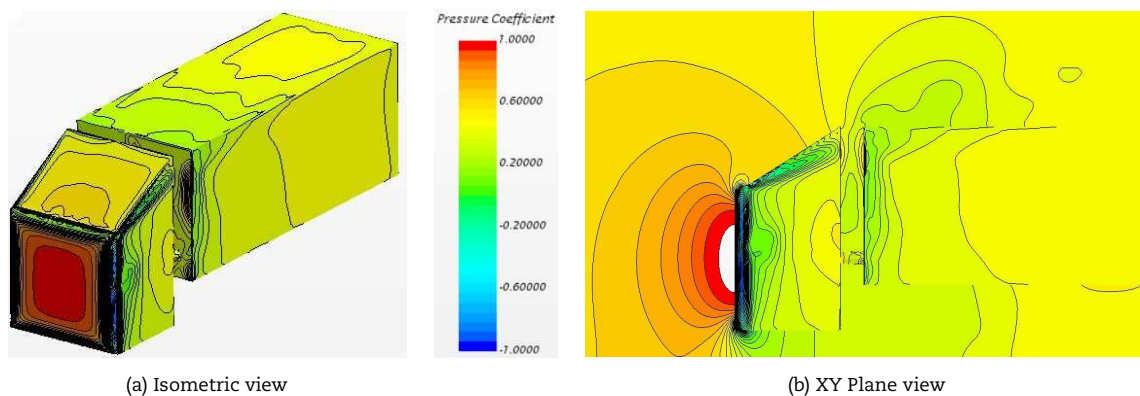 Pressure Coefficient
1.0000
0.60000
0.20000
-0.20000
-0.60000
-1.0000
(a) Isometric view
(b) XY Plane view